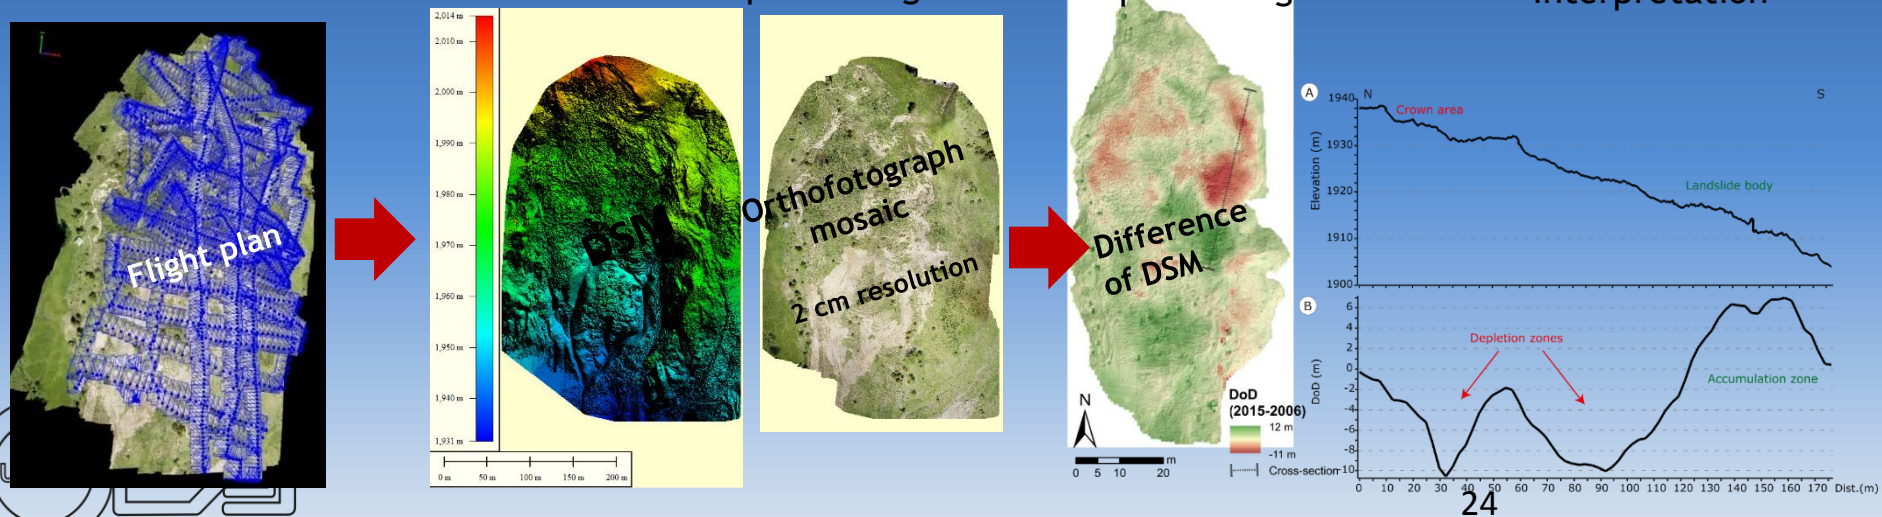 interpretation
Flight plan
2,014 m
2,010 m
2,000 m
1,990 m
1,980 m
1,970 m
1,960 m
1,950 m
1,940 m
1,931 m
0 m 50 m 100 m 150 m 200 m
DSM
Orthofotograph
mosaic
2 cm resolution
Difference
of DSM
N
0 5 10 20 m
DoD
(2015-2006)
12 m
-11 m
Cross-section
A
N
S
Crown area
Landslide body
Elevation (m)
1940
1930
1920
1910
1900
B
Depletion zones
Accumulation zone
DoD (m)
6
4
2
0
-2
-4
-6
-8
-10
0 10 20 30 40 50 60 70 80 90 100 110 120 130 140 150 160 170 Dist.(m)
24